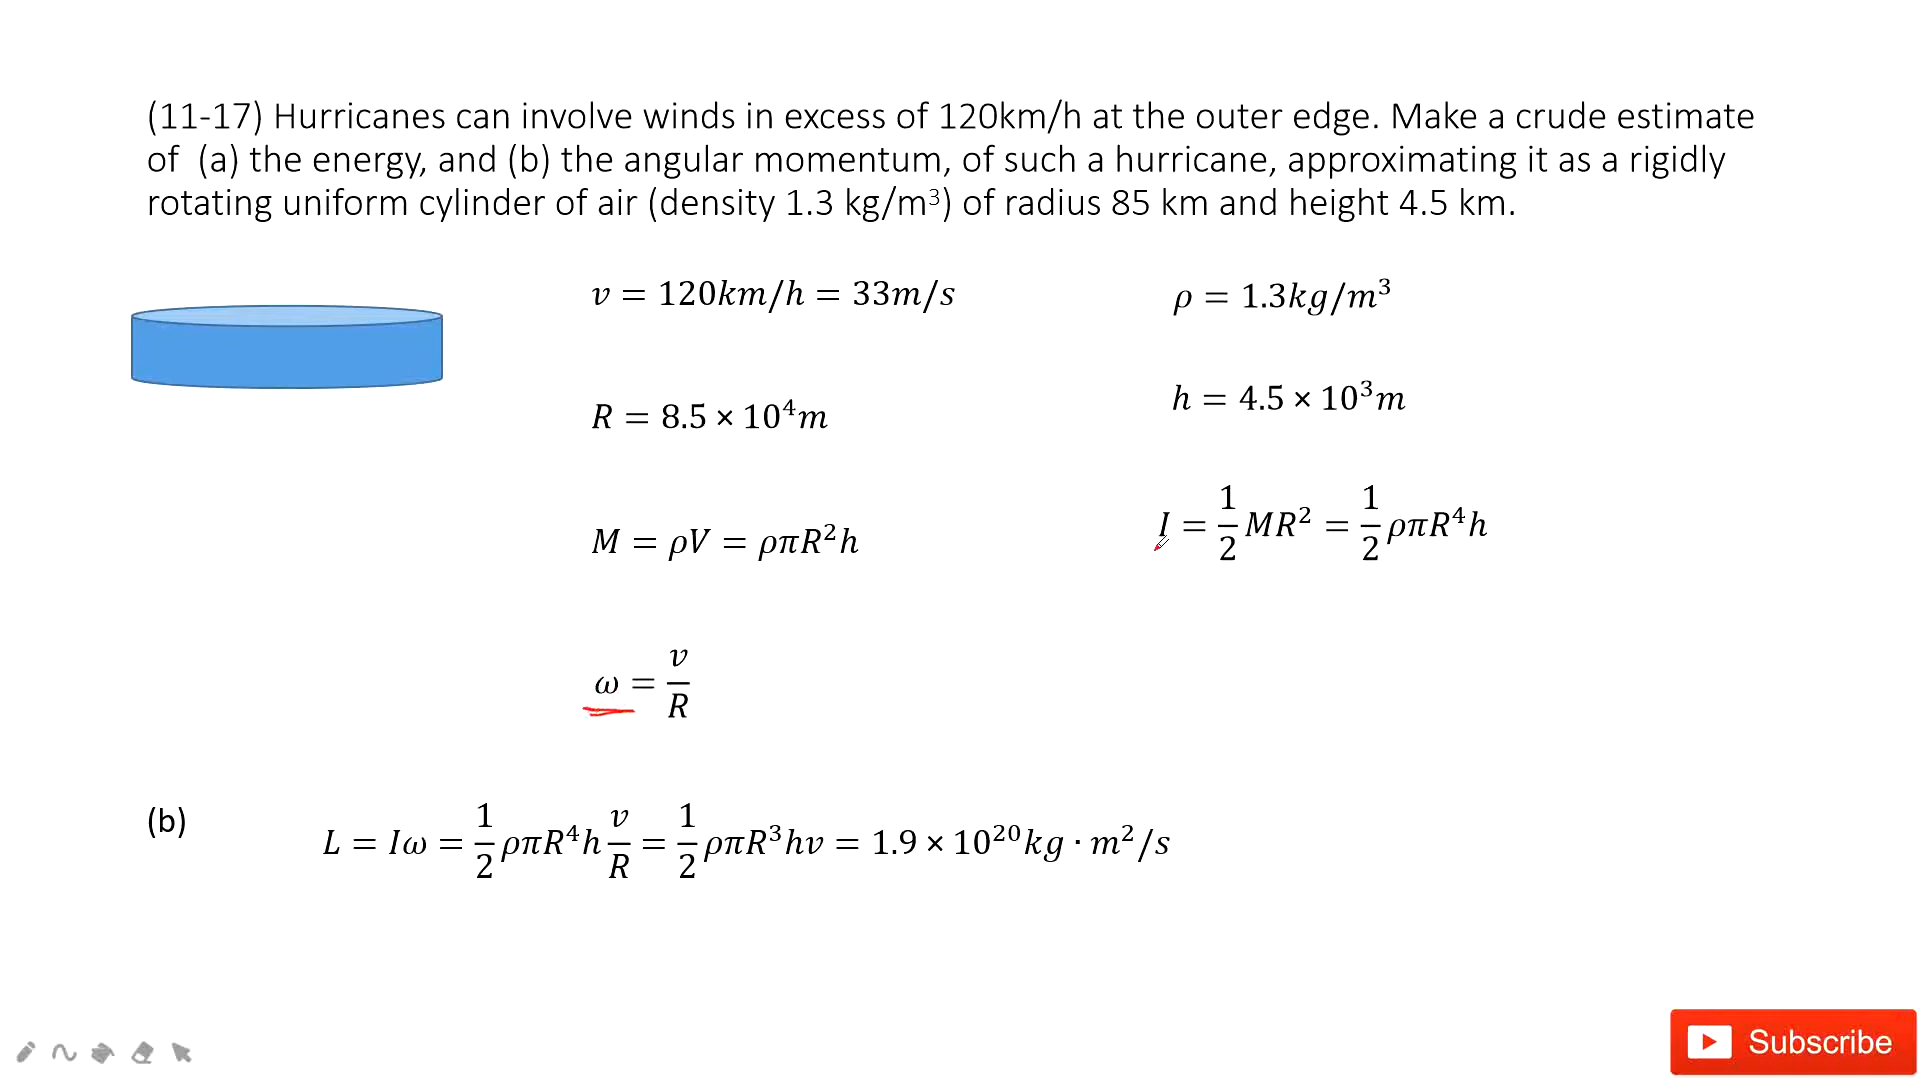 (11-17) Hurricanes can involve winds in excess of 120km/h at the outer edge. Make a crude estimate
of  (a) the energy, and (b) the angular momentum, of such a hurricane, approximating it as a rigidly
rotating uniform cylinder of air (density 1.3 kg/m³) of radius 85 km and height 4.5 km.
v = 120km/h = 33m/s
ρ = 1.3kg/m³
R = 8.5 × 10⁴m
h = 4.5 × 10³m
M = ρV = ρπR²h
I = 1/2 MR² = 1/2 ρπR⁴h
ω = v/R
(b)
L = Iω = 1/2 ρπR⁴h v/R = 1/2 ρπR³hv = 1.9 × 10²⁰kg · m²/s
Subscribe